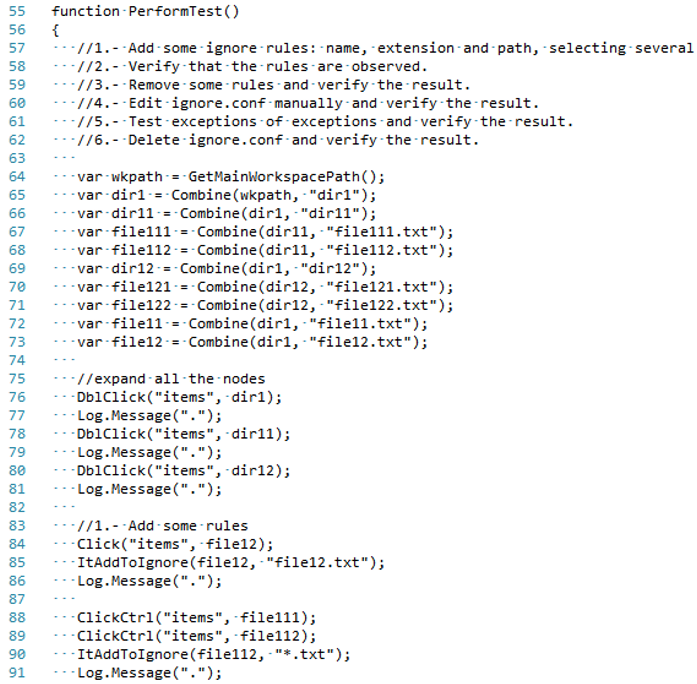 55 function PerformTest()
56 {
57    //1.- Add some ignore rules: name, extension and path, selecting several
58    //2.- Verify that the rules are observed.
59    //3.- Remove some rules and verify the result.
60    //4.- Edit ignore.conf manually and verify the result.
61    //5.- Test exceptions of exceptions and verify the result.
62    //6.- Delete ignore.conf and verify the result.
63
64    var wkpath = GetMainWorkspacePath();
65    var dir1 = Combine(wkpath, "dir1");
66    var dir11 = Combine(dir1, "dir11");
67    var file111 = Combine(dir11, "file111.txt");
68    var file112 = Combine(dir11, "file112.txt");
69    var dir12 = Combine(dir1, "dir12");
70    var file121 = Combine(dir12, "file121.txt");
71    var file122 = Combine(dir12, "file122.txt");
72    var file11 = Combine(dir1, "file11.txt");
73    var file12 = Combine(dir1, "file12.txt");
74
75    //expand all the nodes
76    DblClick("items", dir1);
77    Log.Message(".");
78    DblClick("items", dir11);
79    Log.Message(".");
80    DblClick("items", dir12);
81    Log.Message(".");
82
83    //1.- Add some rules
84    Click("items", file12);
85    ItAddToIgnore(file12, "file12.txt");
86    Log.Message(".");
87
88    ClickCtrl("items", file111);
89    ClickCtrl("items", file112);
90    ItAddToIgnore(file112, "*.txt");
91    Log.Message(".");